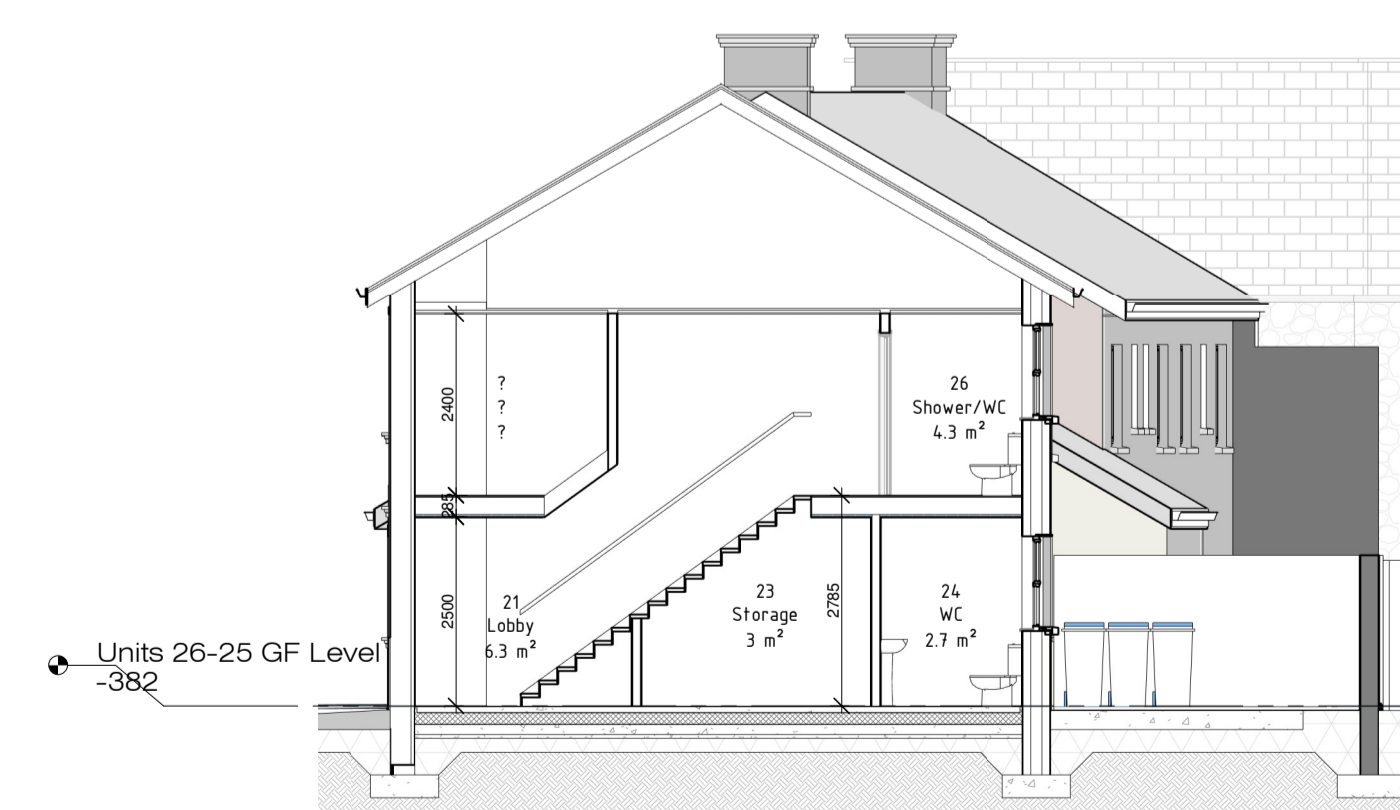 2400
?
?
?
26
Shower/WC
4.3 m²
285
2500
21
Lobby
6.3 m²
23
Storage
3 m²
2785
24
WC
2.7 m²
Units 26-25 GF Level
-382